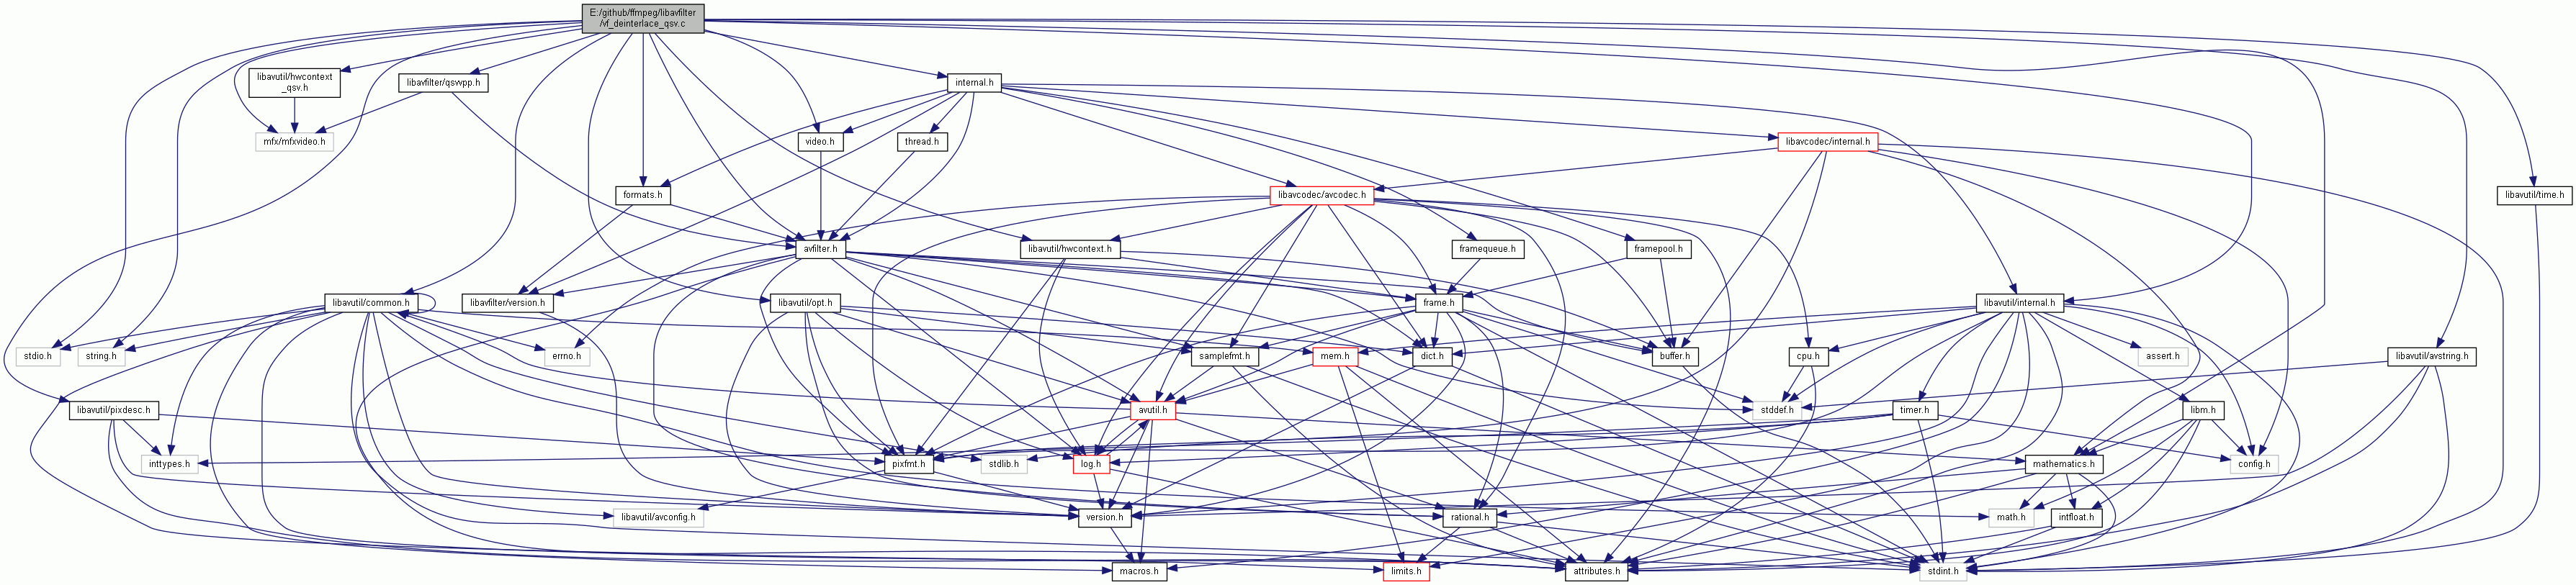 E:/github/ffmpeg/libavfilter
/vf_deinterlace_qsv.c
libavutil/hwcontext
_qsv.h
libavfilter/qsvvpp.h
internal.h
mfx/mfxvideo.h
video.h
thread.h
libavcodec/internal.h
formats.h
libavcodec/avcodec.h
libavutil/time.h
avfilter.h
libavutil/hwcontext.h
framequeue.h
framepool.h
libavutil/common.h
libavfilter/version.h
libavutil/opt.h
frame.h
libavutil/internal.h
stdio.h
string.h
errno.h
samplefmt.h
mem.h
dict.h
buffer.h
cpu.h
assert.h
libavutil/avstring.h
libavutil/pixdesc.h
avutil.h
stddef.h
timer.h
libm.h
inttypes.h
pixfmt.h
stdlib.h
log.h
mathematics.h
config.h
libavutil/avconfig.h
version.h
rational.h
math.h
intfloat.h
macros.h
limits.h
attributes.h
stdint.h